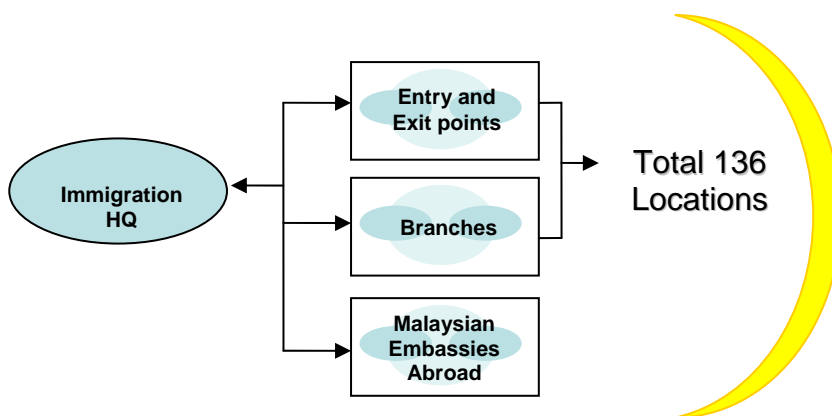 Immigration
HQ
Entry and
Exit points
Branches
Malaysian
Embassies
Abroad
Total 136
Locations